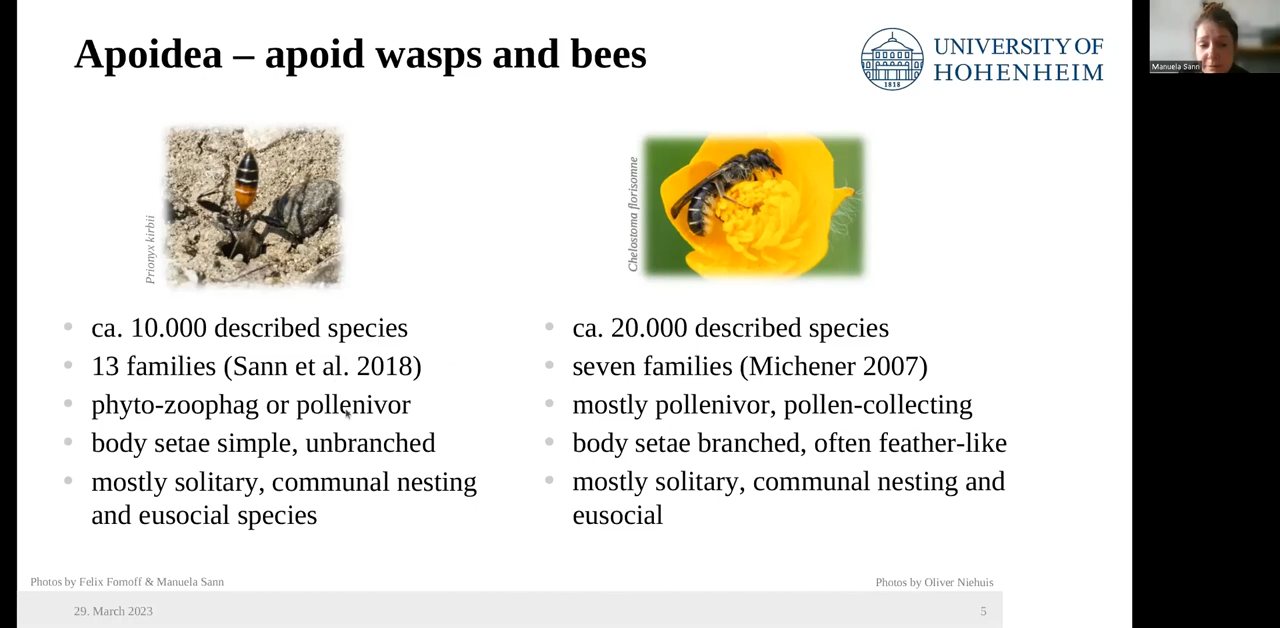 Apoidea – apoid wasps and bees
UNIVERSITY OF
HOHENHEIM
1818
Manuela Sann
Prionyx kirbii
Chelostoma florisomne
ca. 10.000 described species
13 families (Sann et al. 2018)
phyto-zoophag or pollenivor
body setae simple, unbranched
mostly solitary, communal nesting
and eusocial species
ca. 20.000 described species
seven families (Michener 2007)
mostly pollenivor, pollen-collecting
body setae branched, often feather-like
mostly solitary, communal nesting and
eusocial
Photos by Felix Fornoff & Manuela Sann
Photos by Oliver Niehuis
29. March 2023
5